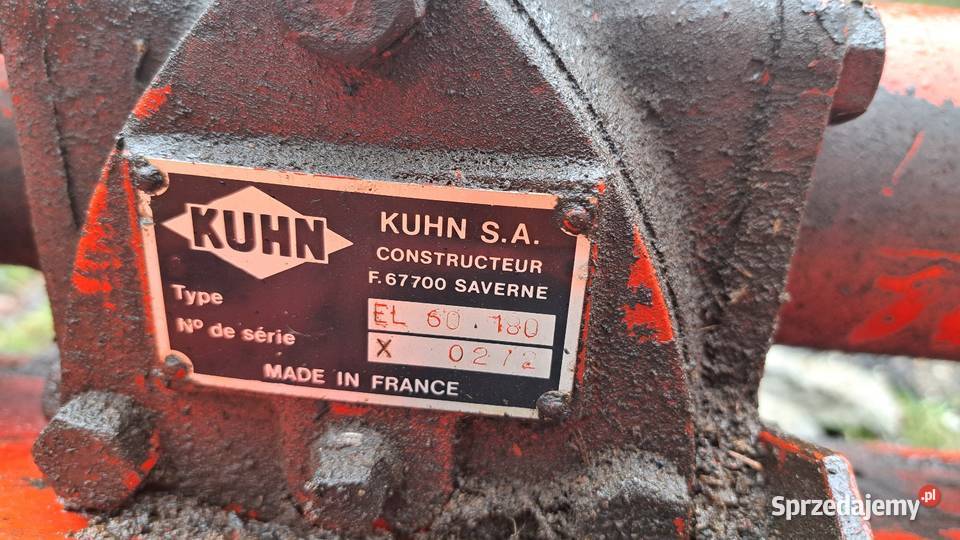 KUHN
KUHN S.A.
CONSTRUCTEUR
F. 67700 SAVERNE
Type EL 60.180
Nº de série X 0272
MADE IN FRANCE
Sprzedajemy.pl